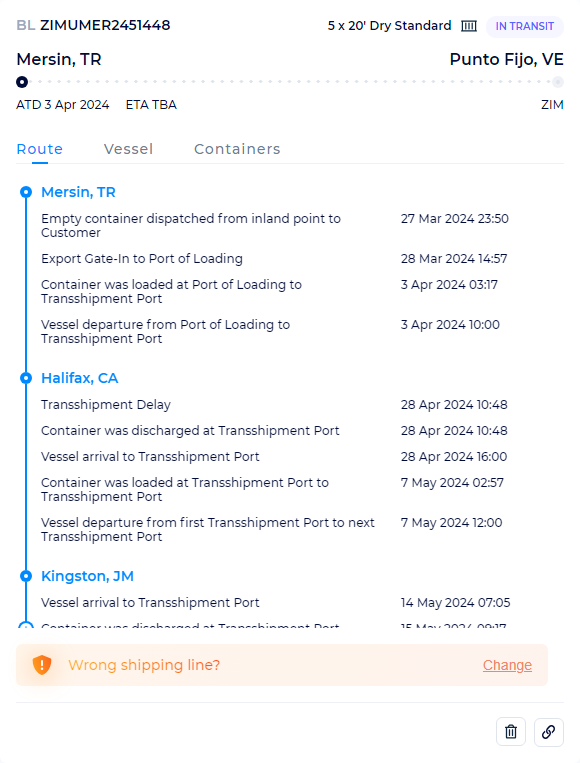 BL ZIMUMER2451448
5 x 20' Dry Standard
IN TRANSIT
Mersin, TR
Punto Fijo, VE
ATD 3 Apr 2024 ETA TBA
ZIM
Route Vessel Containers
Mersin, TR
Empty container dispatched from inland point to 27 Mar 2024 23:50
Customer
Export Gate-In to Port of Loading 28 Mar 2024 14:57
Container was loaded at Port of Loading to 3 Apr 2024 03:17
Transshipment Port
Vessel departure from Port of Loading to 3 Apr 2024 10:00
Transshipment Port
Halifax, CA
Transshipment Delay 28 Apr 2024 10:48
Container was discharged at Transshipment Port 28 Apr 2024 10:48
Vessel arrival to Transshipment Port 28 Apr 2024 16:00
Container was loaded at Transshipment Port to 7 May 2024 02:57
Transshipment Port
Vessel departure from first Transshipment Port to next 7 May 2024 12:00
Transshipment Port
Kingston, JM
Vessel arrival to Transshipment Port 14 May 2024 07:05
Container was discharged at Transshipment Port 15 May 2024
Wrong shipping line?
Change